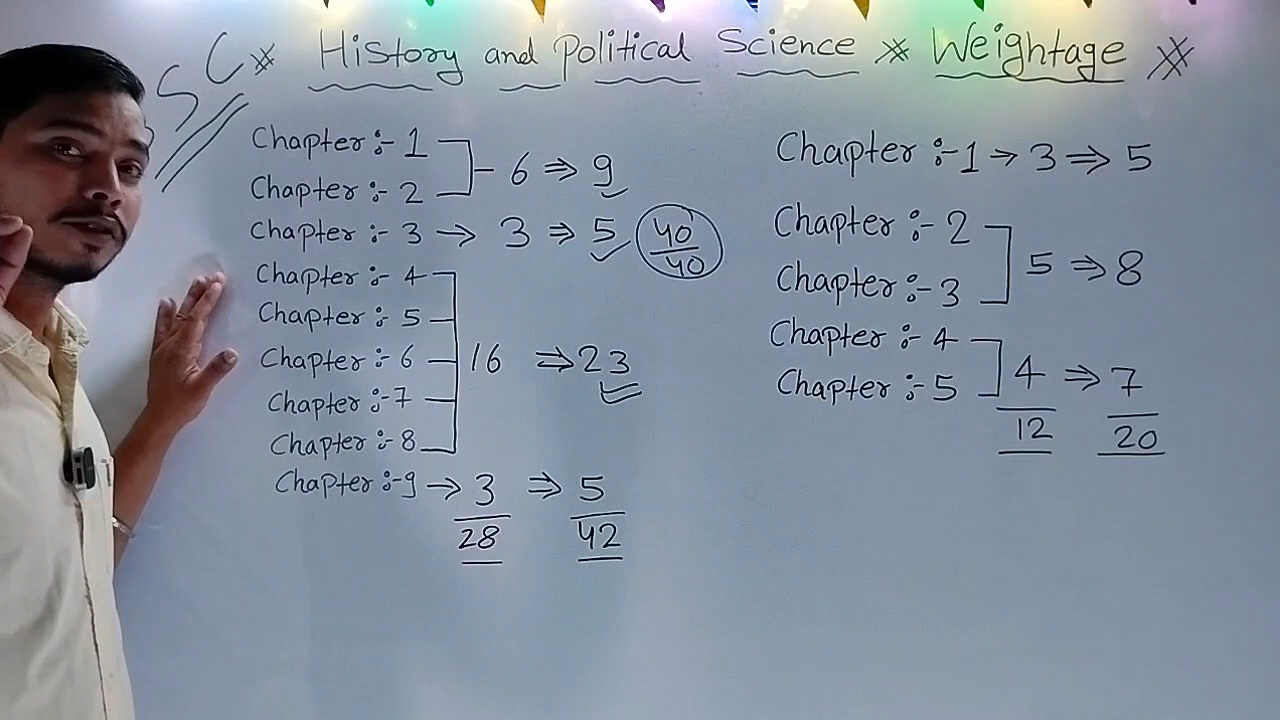 SC * History and Political Science ** Weightage **
Chapter :- 1
Chapter :- 2
6 ⇒ 9
Chapter :- 3 → 3 ⇒ 5
40/40
Chapter :- 4
Chapter :- 5
Chapter :- 6
Chapter :- 7
Chapter :- 8
16 ⇒ 23
Chapter :- 9 → 3 ⇒ 5
28 42
Chapter :- 1 → 3 ⇒ 5
Chapter :- 2
Chapter :- 3
5 ⇒ 8
Chapter :- 4
Chapter :- 5
4 ⇒ 7
12 20